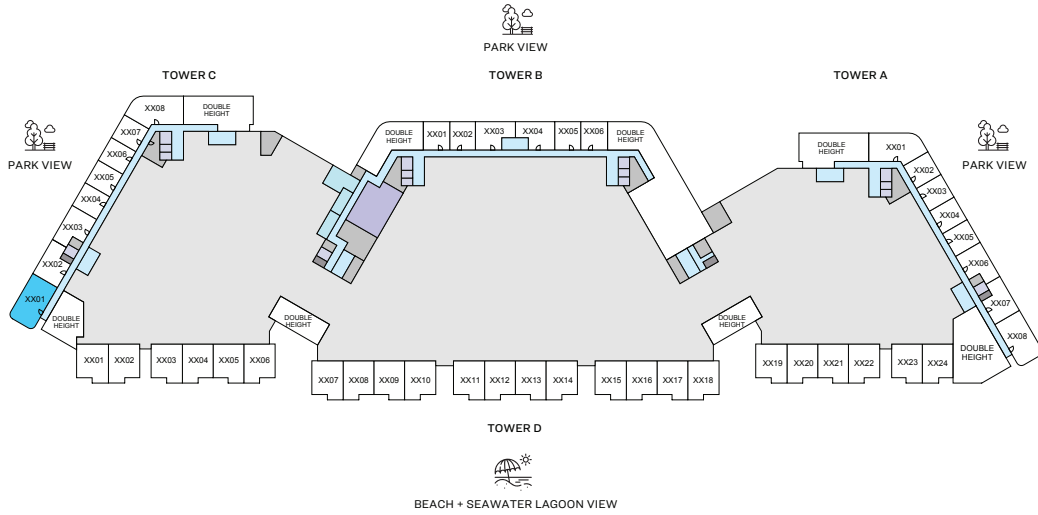 PARK VIEW
TOWER C
TOWER B
TOWER A
PARK VIEW
PARK VIEW
XX08
DOUBLE
HEIGHT
XX07
XX06
XX05
XX04
XX03
XX02
XX01
DOUBLE
HEIGHT
DOUBLE
HEIGHT
XX01
XX02
XX03
XX04
XX05
XX06
DOUBLE
HEIGHT
DOUBLE
HEIGHT
XX01
XX02
XX03
XX04
XX05
XX06
XX07
XX08
DOUBLE
HEIGHT
DOUBLE
HEIGHT
DOUBLE
HEIGHT
XX01
XX02
XX03
XX04
XX05
XX06
XX07
XX08
XX09
XX10
XX11
XX12
XX13
XX14
XX15
XX16
XX17
XX18
XX19
XX20
XX21
XX22
XX23
XX24
TOWER D
BEACH + SEAWATER LAGOON VIEW